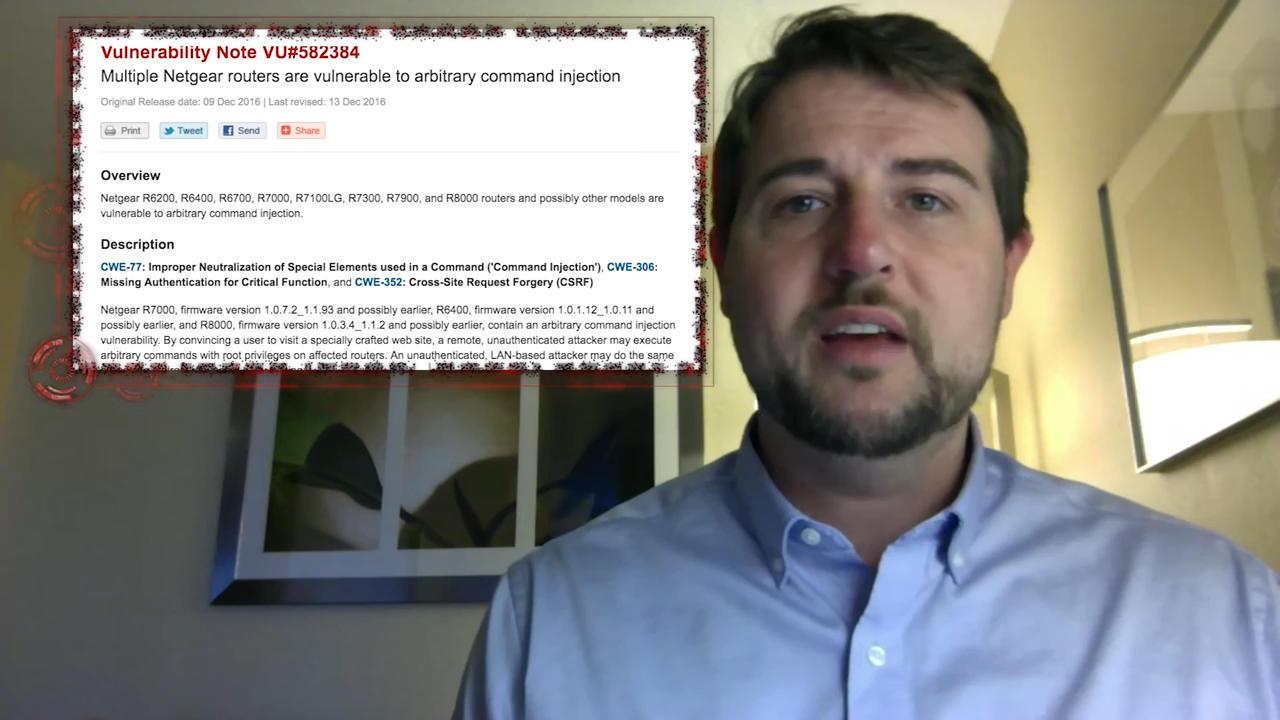 Vulnerability Note VU#582384
Multiple Netgear routers are vulnerable to arbitrary command injection
Original Release date: 09 Dec 2016 | Last revised: 13 Dec 2016
Print Tweet Send Share
Overview
Netgear R6200, R6400, R6700, R7000, R7100LG, R7300, R7900, and R8000 routers and possibly other models are
vulnerable to arbitrary command injection.
Description
CWE-77: Improper Neutralization of Special Elements used in a Command ('Command Injection'), CWE-306:
Missing Authentication for Critical Function, and CWE-352: Cross-Site Request Forgery (CSRF)
Netgear R7000, firmware version 1.0.7.2_1.1.93 and possibly earlier, R6400, firmware version 1.0.1.12_1.0.11 and
possibly earlier, and R8000, firmware version 1.0.3.4_1.1.2 and possibly earlier, contain an arbitrary command injection
vulnerability. By convincing a user to visit a specially crafted web site, a remote, unauthenticated attacker may execute
arbitrary commands with root privileges on affected routers. An unauthenticated, LAN-based attacker may do the same